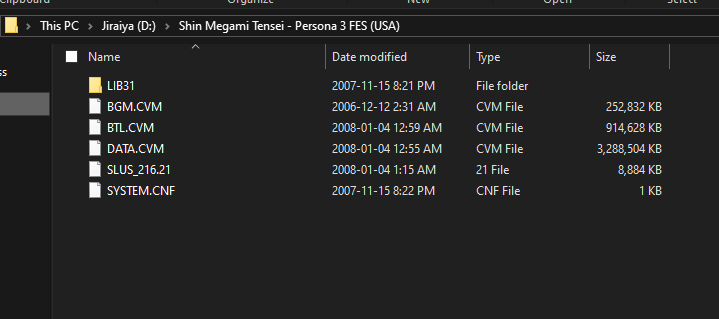 Clipboard Organize New Open Select
This PC > Jiraiya (D:) > Shin Megami Tensei - Persona 3 FES (USA)
Name Date modified Type Size
LIB31 2007-11-15 8:21 PM File folder
BGM.CVM 2006-12-12 2:31 AM CVM File 252,832 KB
BTL.CVM 2008-01-04 12:59 AM CVM File 914,628 KB
DATA.CVM 2008-01-04 12:55 AM CVM File 3,288,504 KB
SLUS_216.21 2008-01-04 1:15 AM 21 File 8,884 KB
SYSTEM.CNF 2007-11-15 8:22 PM CNF File 1 KB